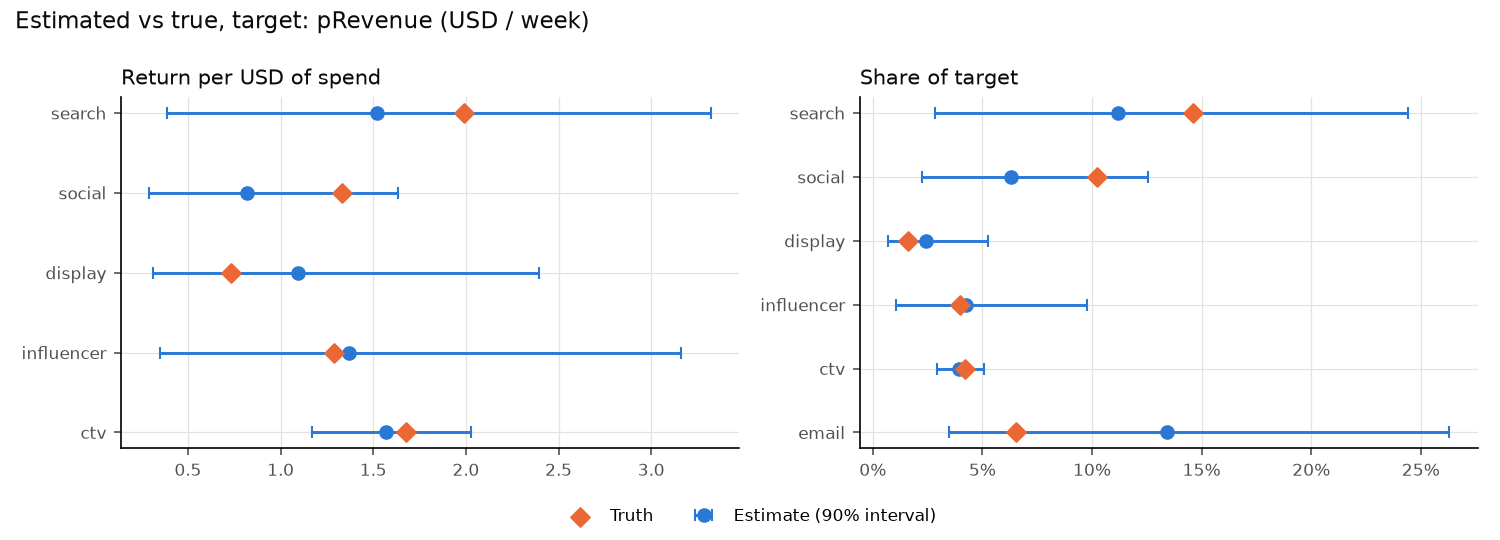 Estimated vs true, target: pRevenue (USD / week)
Return per USD of spend
search
social
display
influencer
ctv
0.5 1.0 1.5 2.0 2.5 3.0
Share of target
search
social
display
influencer
ctv
email
0% 5% 10% 15% 20% 25%
Truth Estimate (90% interval)